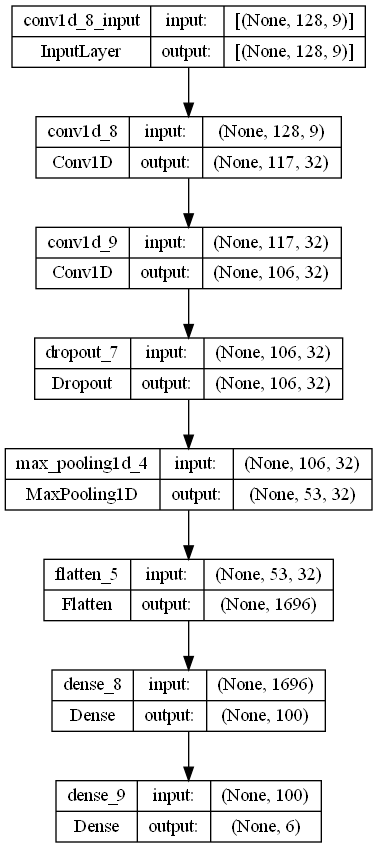 conv1d_8_input input: [(None, 128, 9)]
InputLayer output: [(None, 128, 9)]
conv1d_8 input: (None, 128, 9)
Conv1D output: (None, 117, 32)
conv1d_9 input: (None, 117, 32)
Conv1D output: (None, 106, 32)
dropout_7 input: (None, 106, 32)
Dropout output: (None, 106, 32)
max_pooling1d_4 input: (None, 106, 32)
MaxPooling1D output: (None, 53, 32)
flatten_5 input: (None, 53, 32)
Flatten output: (None, 1696)
dense_8 input: (None, 1696)
Dense output: (None, 100)
dense_9 input: (None, 100)
Dense output: (None, 6)